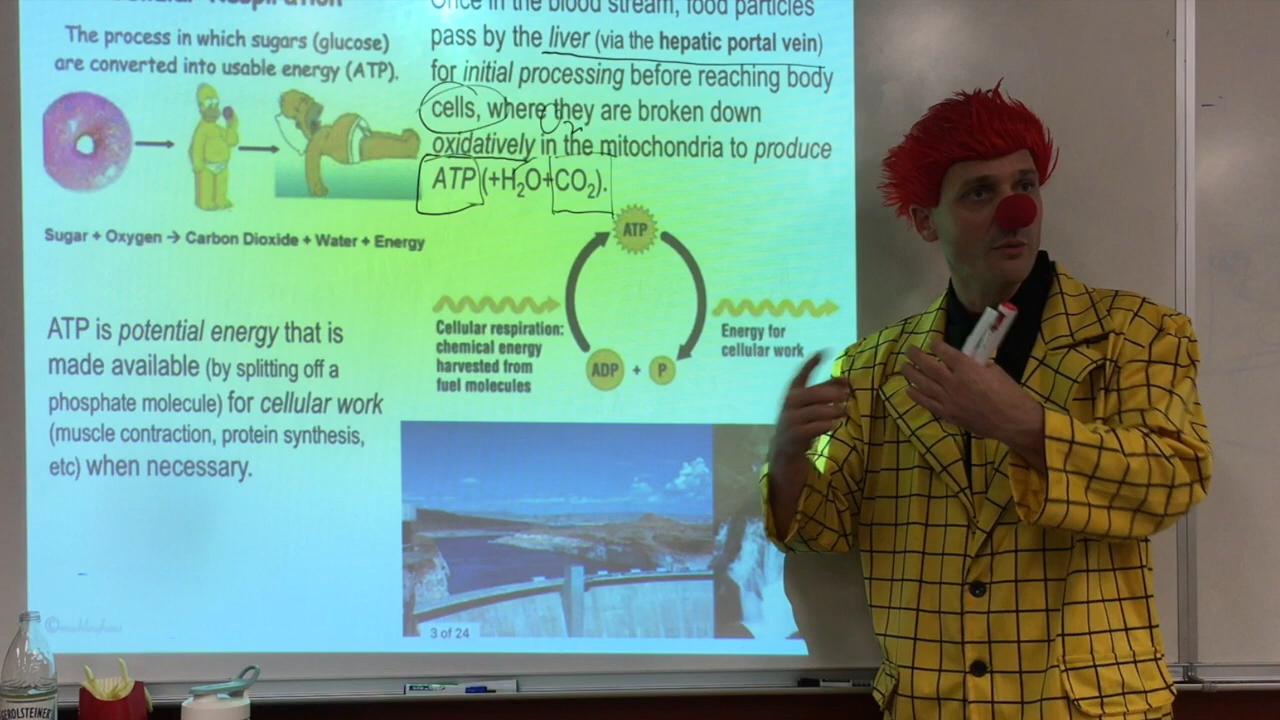 Respiration
The process in which sugars (glucose)
are converted into usable energy (ATP).
Sugar + Oxygen → Carbon Dioxide + Water + Energy
ATP is potential energy that is
made available (by splitting off a
phosphate molecule) for cellular work
(muscle contraction, protein synthesis,
etc) when necessary.
Once in the blood stream, food particles
pass by the liver (via the hepatic portal vein)
for initial processing before reaching body
cells, where they are broken down
O₂
oxidatively in the mitochondria to produce
ATP (+H₂O+CO₂).
ATP
Cellular respiration:
chemical energy
harvested from
fuel molecules
Energy for
cellular work
ADP + P
3 of 24
GEROLSTEINER